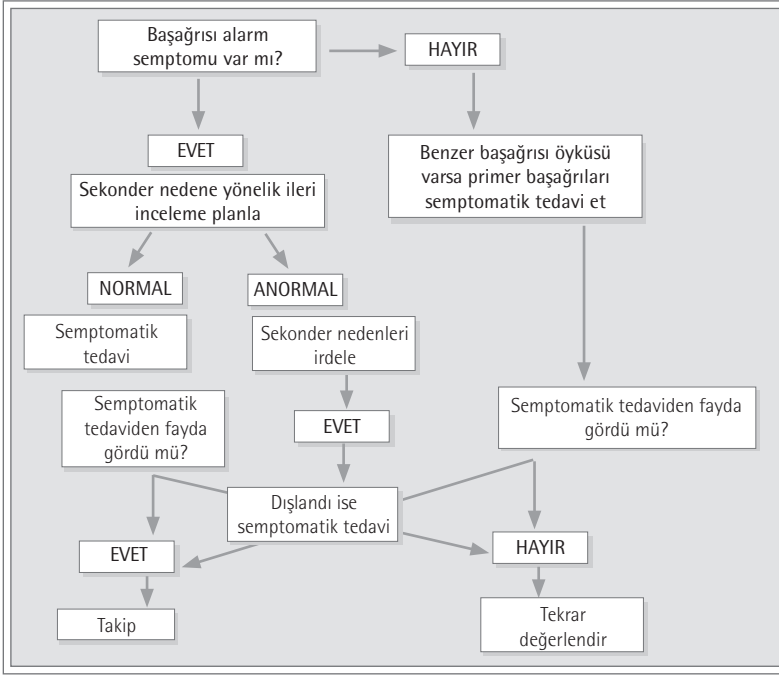 Başağrısı alarm
semptomu var mı?
HAYIR
EVET
Benzer başağrısı öyküsü
varsa primer başağrıları
semptomatik tedavi et
Sekonder nedene yönelik ileri
inceleme planla
NORMAL
ANORMAL
Semptomatik
tedavi
Sekonder nedenleri
irdele
Semptomatik
tedaviden fayda
gördü mü?
EVET
Semptomatik tedaviden fayda
gördü mü?
Dışlandı ise
semptomatik tedavi
EVET
HAYIR
Takip
Tekrar
değerlendir